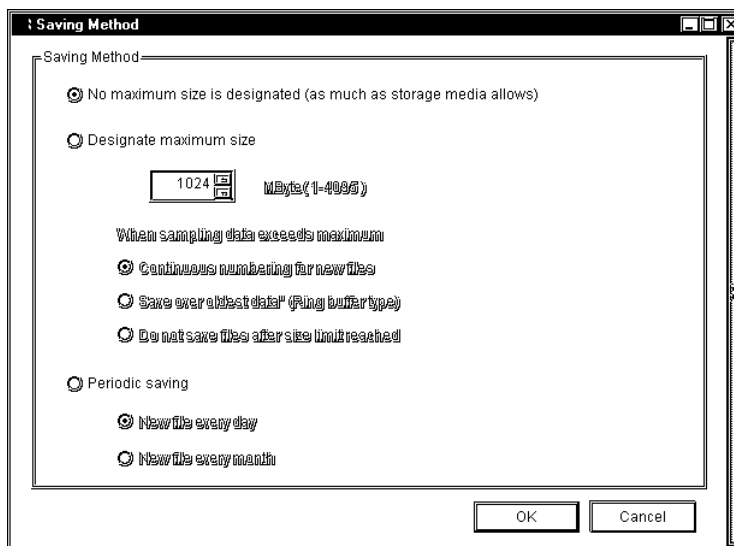 Saving Method
Saving Method
No maximum size is designated (as much as storage media allows)
Designate maximum size
1024 MByte(1-4095)
When sampling data exceeds maximum
Continuous numbering for new files
Save over oldest data" (Ring buffer type)
Do not save files after size limit reached
Periodic saving
New file every day
New file every month
OK Cancel